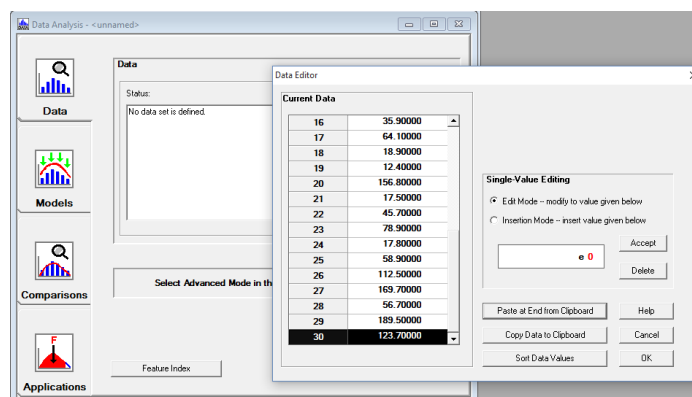 Data Analysis - <unnamed>
Data
Status:
No data set is defined.
Data
Models
Comparisons
F
Applications
Select Advanced Mode in th
Feature Index
Data Editor
Current Data
16 35.90000
17 64.10000
18 18.90000
19 12.40000
20 156.80000
21 17.50000
22 45.70000
23 78.90000
24 17.80000
25 58.90000
26 112.50000
27 169.70000
28 56.70000
29 189.50000
30 123.70000
Single-Value Editing
Edit Mode -- modify to value given below
Insertion Mode -- insert value given below
e 0
Accept
Delete
Paste at End from Clipboard
Help
Copy Data to Clipboard
Cancel
Sort Data Values
OK